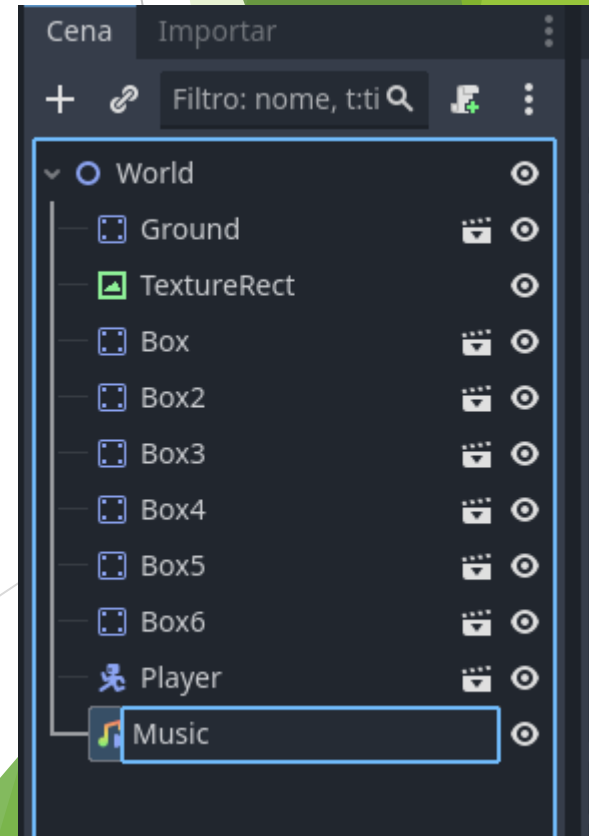 Cena Importar
Filtro: nome, t:ti
World
Ground
TextureRect
Box
Box2
Box3
Box4
Box5
Box6
Player
Music